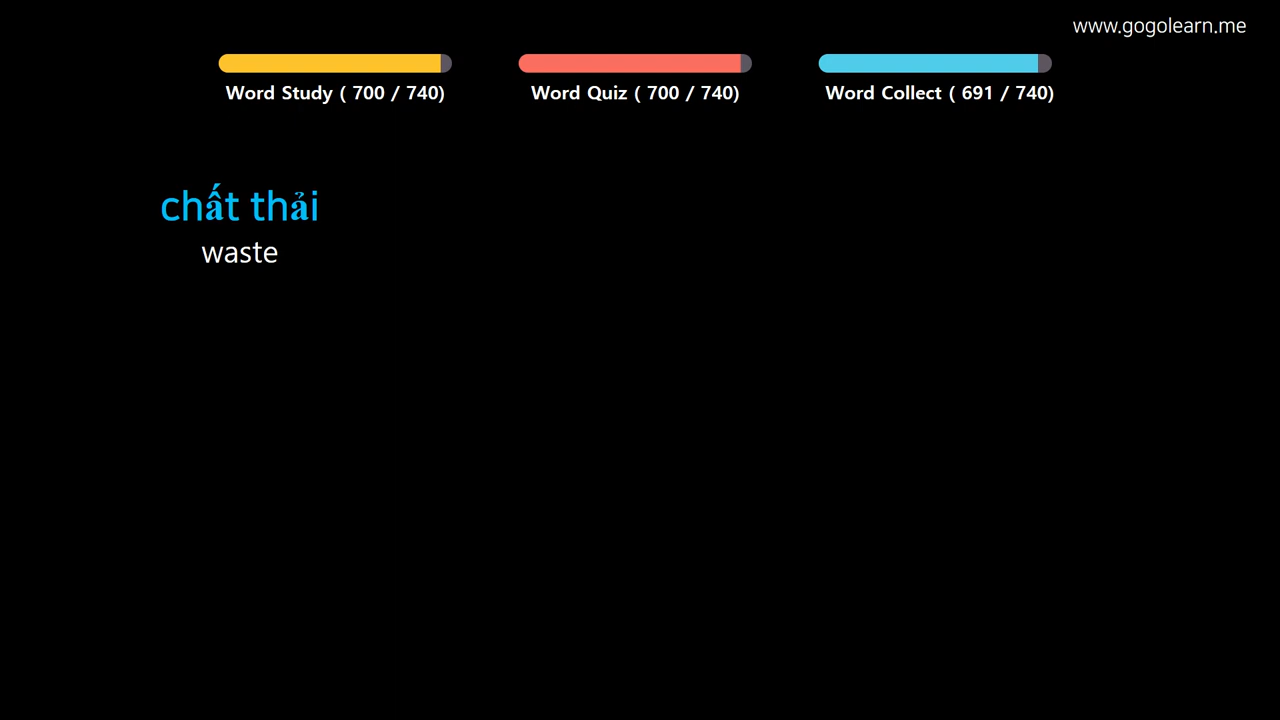 www.gogolearn.me
Word Study ( 700 / 740)
Word Quiz ( 700 / 740)
Word Collect ( 691 / 740)
chất thải
waste